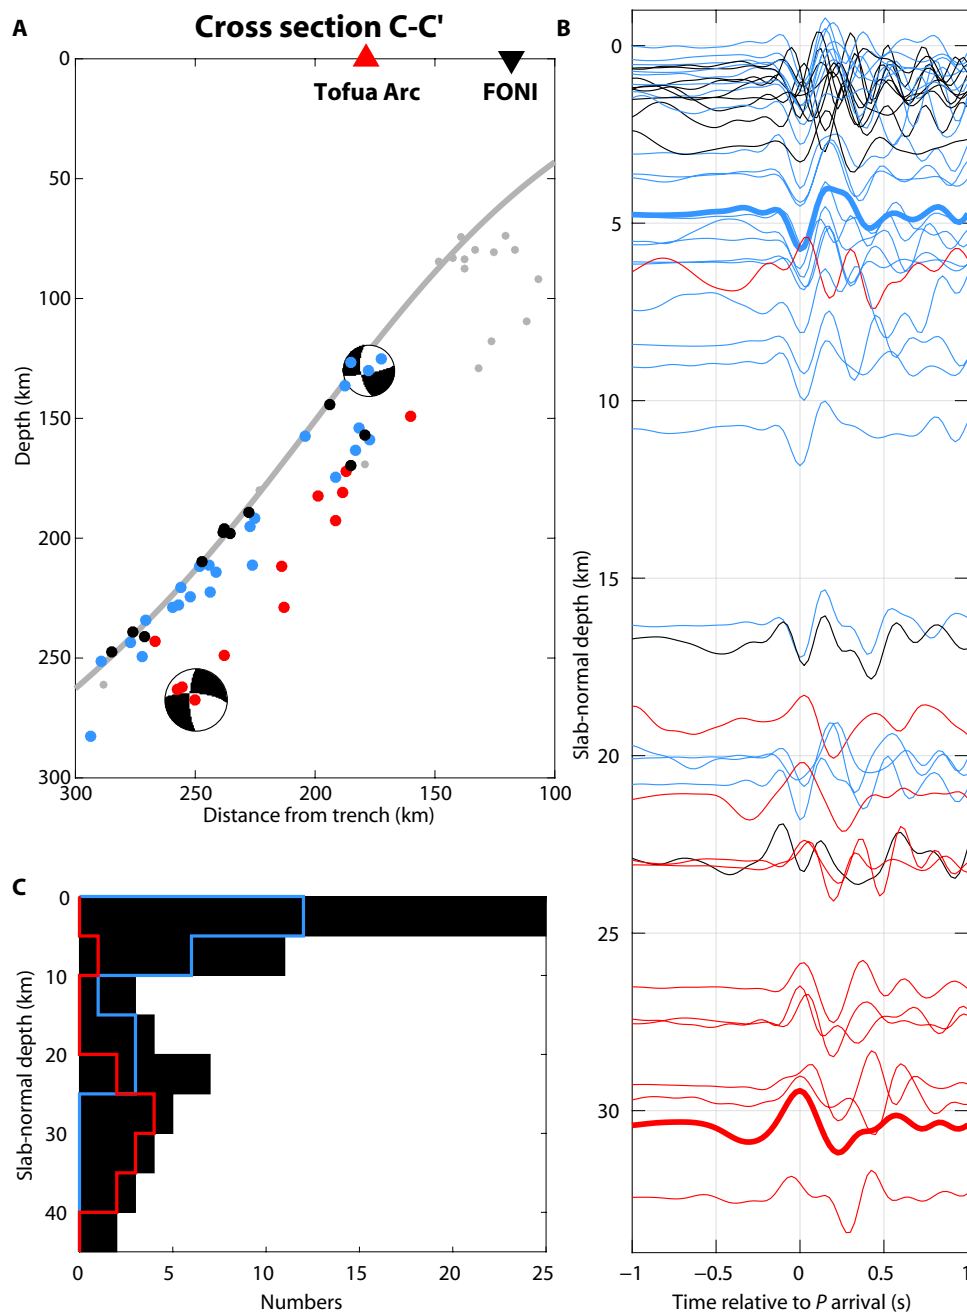 A
Cross section C-C'
B
0
Tofua Arc
FONI
50
100
150
200
250
300
Depth (km)
300
250
200
150
100
Distance from trench (km)
0
5
10
15
20
25
30
Slab-normal depth (km)
−1
−0.5
0
0.5
1
Time relative to P arrival (s)
C
0
10
20
30
40
Slab-normal depth (km)
0
5
10
15
20
25
Numbers